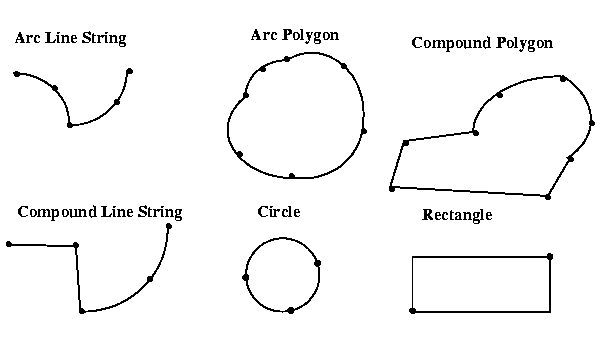 Arc Line String
Arc Polygon
Compound Polygon
Compound Line String
Circle
Rectangle